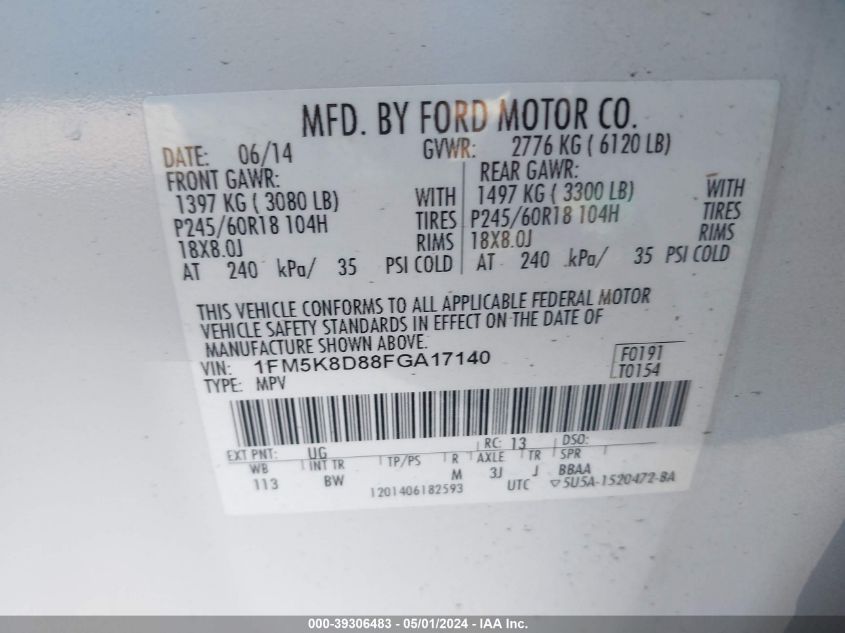 MFD. BY FORD MOTOR CO.
DATE: 06/14 GVWR: 2776 KG ( 6120 LB)
FRONT GAWR: REAR GAWR:
1397 KG ( 3080 LB) WITH 1497 KG ( 3300 LB) WITH
P245/60R18 104H TIRES P245/60R18 104H TIRES
18X8.0J RIMS 18X8.0J RIMS
AT 240 kPa/ 35 PSI COLD AT 240 kPa/ 35 PSI COLD
THIS VEHICLE CONFORMS TO ALL APPLICABLE FEDERAL MOTOR
VEHICLE SAFETY STANDARDS IN EFFECT ON THE DATE OF
MANUFACTURE SHOWN ABOVE.
VIN: 1FM5K8D88FGA17140 F0191
TYPE: MPV T0154
EXT PNT: UG RC: 13 DSO:
WB INT TR TP/PS R AXLE TR SPR
113 BW M 3J J BBAA
1201406182593 UTC ▽5U5A-1520472-BA
000-39306483 - 05/01/2024 - IAA Inc.